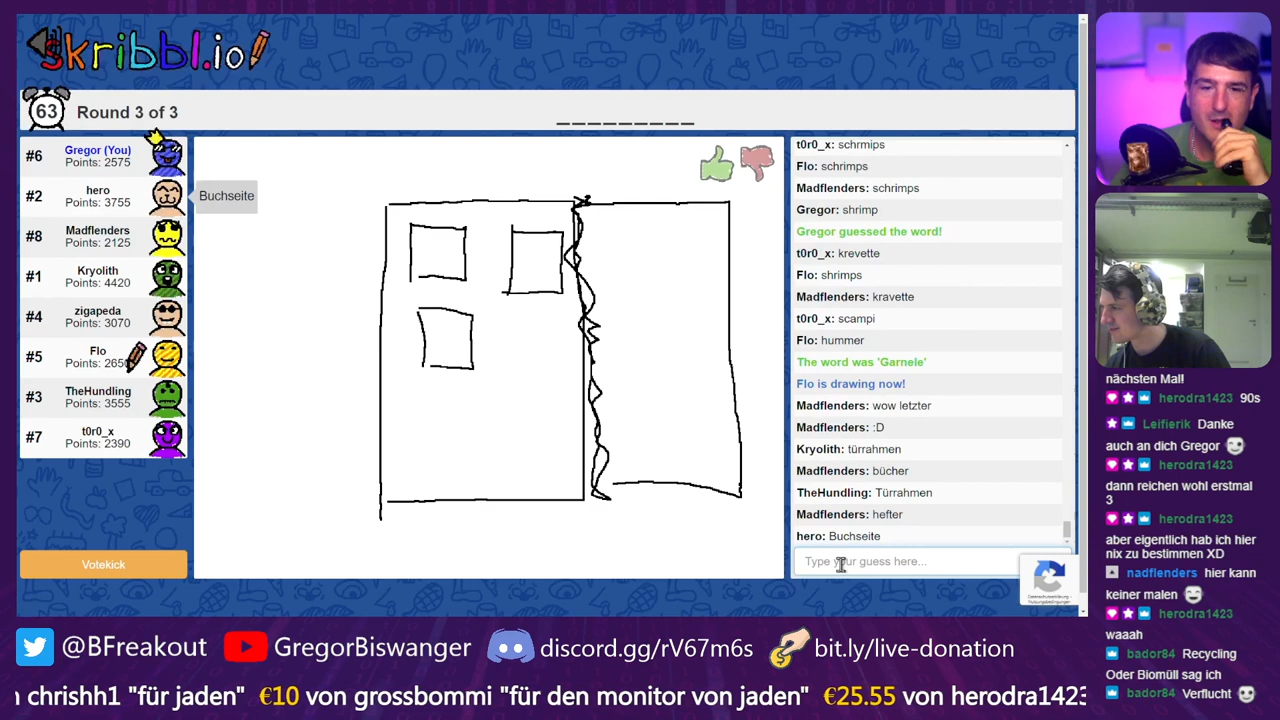 skribbl.io
63
Round 3 of 3
_________
#6
Gregor (You)
Points: 2575
#2
hero
Points: 3755
Buchseite
#8
Madflenders
Points: 2125
#1
Kryolith
Points: 4420
#4
zigapeda
Points: 3070
#5
Flo
Points: 2650
#3
TheHundling
Points: 3555
#7
t0r0_x
Points: 2390
Votekick
t0r0_x: schrmips
Flo: schrimps
Madflenders: schrimps
Gregor: shrimp
Gregor guessed the word!
t0r0_x: krevette
Flo: shrimps
Madflenders: kravette
t0r0_x: scampi
Flo: hummer
The word was 'Garnele'
Flo is drawing now!
Madflenders: wow letzter
Madflenders: :D
Kryolith: türrahmen
Madflenders: bücher
TheHundling: Türrahmen
Madflenders: hefter
hero: Buchseite
Type your guess here...
nächsten Mal!
herodra1423 90s
Leifierik Danke
auch an dich Gregor
herodra1423
dann reichen wohl erstmal
3
herodra1423
aber eigentlich hab ich hier
nix zu bestimmen XD
nadflenders hier kann
keiner malen
herodra1423
waaah
bador84 Recycling
Oder Biomüll sag ich
bador84 Verflucht
@BFreakout
GregorBiswanger
discord.gg/rV67m6s
bit.ly/live-donation
n chrishh1 "für jaden" €10 von grossbommi "für den monitor von jaden" €25.55 von herodra1423